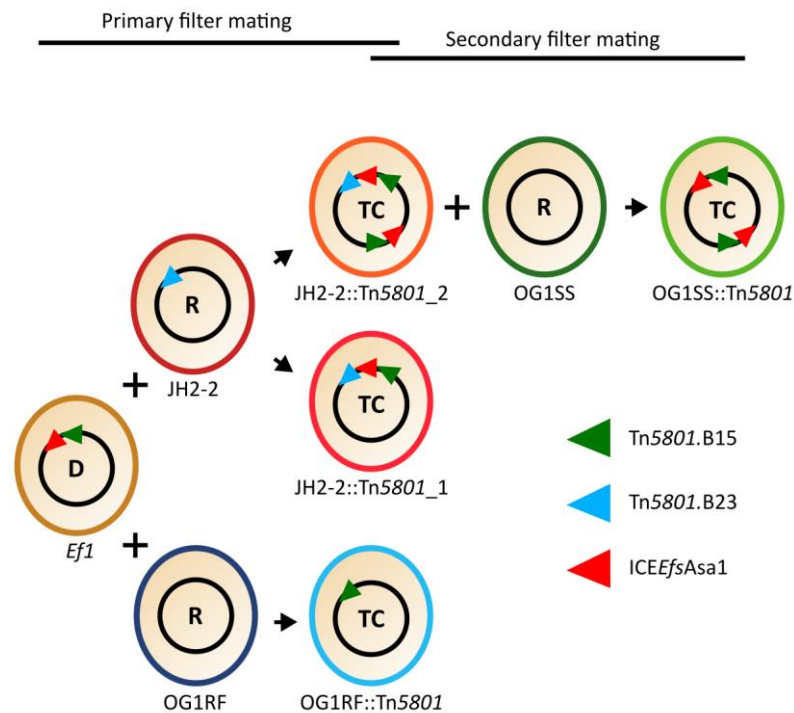 Primary filter mating
Secondary filter mating
TC
+
R
TC
JH2-2::Tn5801_2
OG1SS
OG1SS::Tn5801
R
+
JH2-2
TC
JH2-2::Tn5801_1
D
Ef1
+
R
TC
OG1RF
OG1RF::Tn5801
Tn5801.B15
Tn5801.B23
ICEEfsAsa1